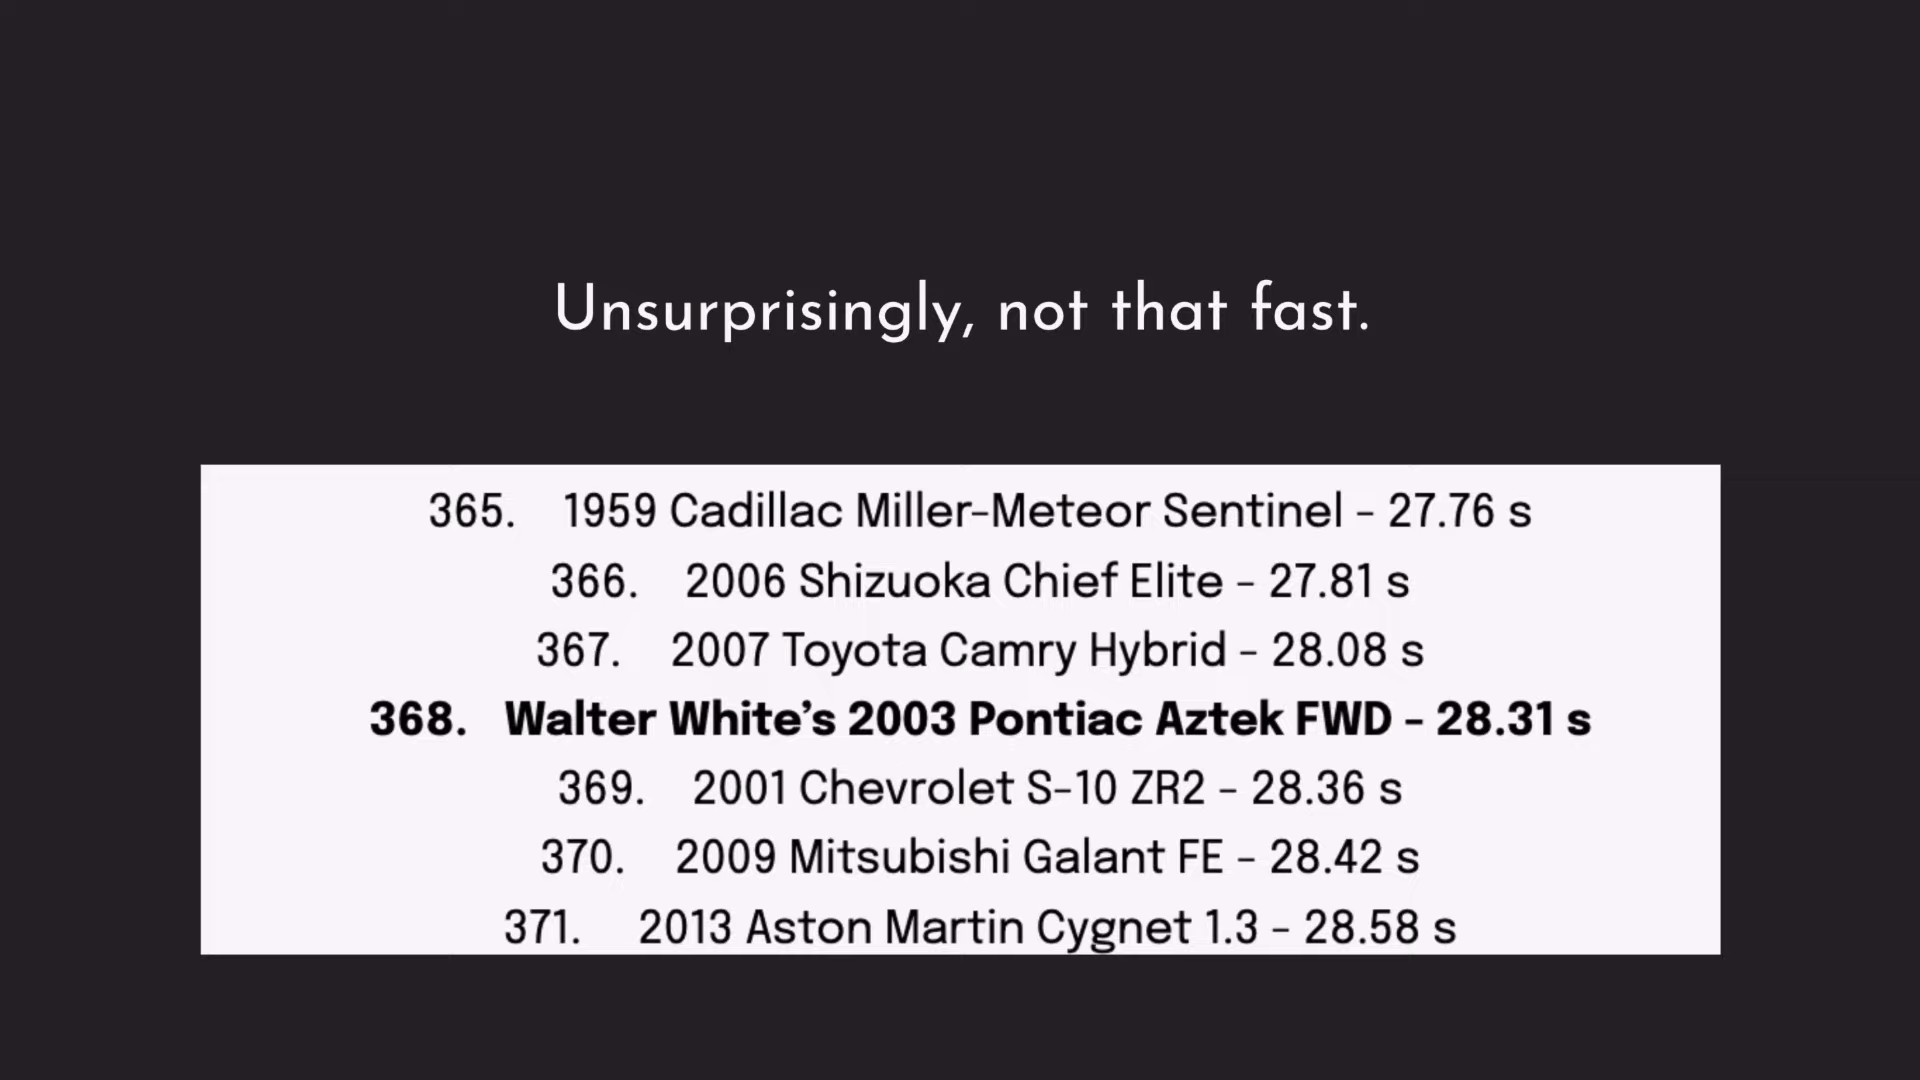 Unsurprisingly, not that fast.
365. 1959 Cadillac Miller-Meteor Sentinel - 27.76 s
366. 2006 Shizuoka Chief Elite - 27.81 s
367. 2007 Toyota Camry Hybrid - 28.08 s
368. Walter White’s 2003 Pontiac Aztek FWD - 28.31 s
369. 2001 Chevrolet S-10 ZR2 - 28.36 s
370. 2009 Mitsubishi Galant FE - 28.42 s
371. 2013 Aston Martin Cygnet 1.3 - 28.58 s